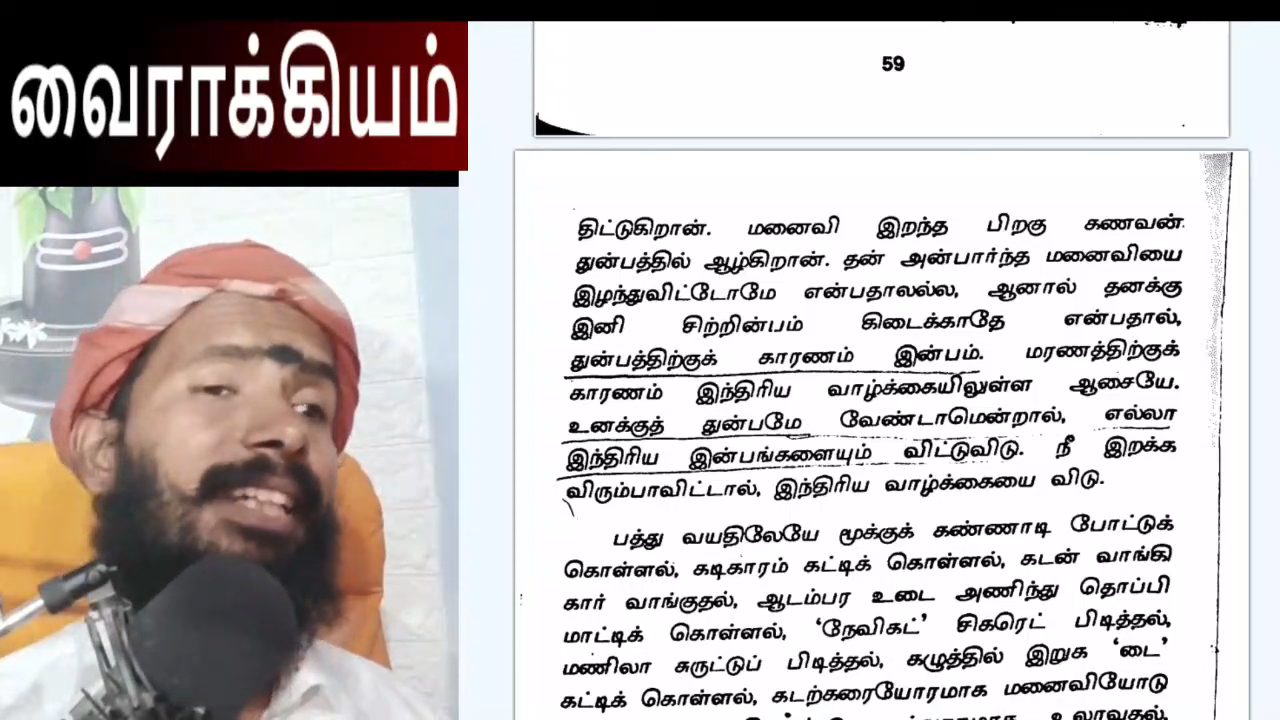 வைராக்கியம்
59
திட்டுகிறான். மனைவி இறந்த பிறகு கணவன்
துன்பத்தில் ஆழ்கிறான். தன் அன்பார்ந்த மனைவியை
இழந்துவிட்டோமே என்பதாலல்ல, ஆனால் தனக்கு
இனி சிற்றின்பம் கிடைக்காதே என்பதால்,
துன்பத்திற்குக் காரணம் இன்பம். மரணத்திற்குக்
காரணம் இந்திரிய வாழ்க்கையிலுள்ள ஆசையே.
உனக்குத் துன்பமே வேண்டாமென்றால், எல்லா
இந்திரிய இன்பங்களையும் விட்டுவிடு. நீ இறக்க
விரும்பாவிட்டால், இந்திரிய வாழ்க்கையை விடு.
பத்து வயதிலேயே மூக்குக் கண்ணாடி போட்டுக்
கொள்ளல், கடிகாரம் கட்டிக் கொள்ளல், கடன் வாங்கி
கார் வாங்குதல், ஆடம்பர உடை அணிந்து தொப்பி
மாட்டிக் கொள்ளல், ‘நேவிகட்’ சிகரெட் பிடித்தல்,
மணிலா சுருட்டுப் பிடித்தல், கழுத்தில் இறுக ‘டை’
கட்டிக் கொள்ளல், கடற்கரையோரமாக மனைவியோடு